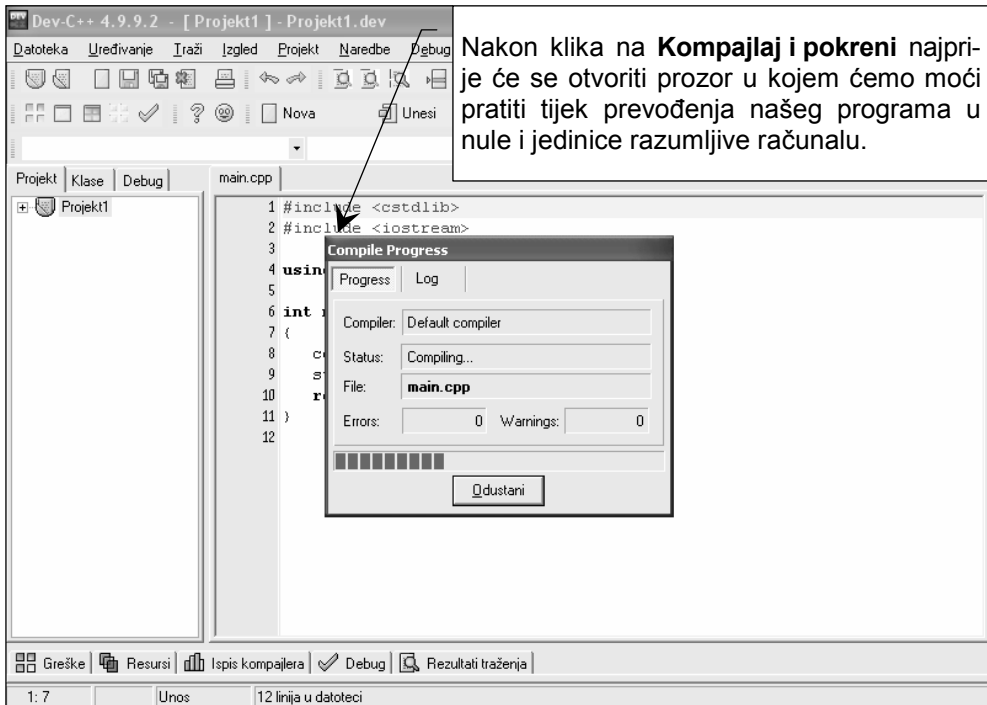 Dev-C++ 4.9.9.2 - [ Projekt1 ] - Projekt1.dev
Datoteka Uređivanje Traži Izgled Projekt Naredbe Debug
Nakon klika na Kompajlaj i pokreni najpri-
je će se otvoriti prozor u kojem ćemo moći
pratiti tijek prevođenja našeg programa u
nule i jedinice razumljive računalu.
Nova Unesi
Projekt Klase Debug main.cpp
Projekt1
1 #include <cstdlib>
2 #include <iostream>
3
4 usin
5
6 int
7 {
8
9
10
11 }
12
Compile Progress
Progress Log
Compiler: Default compiler
Status: Compiling...
File: main.cpp
Errors: 0 Warnings: 0
Odustani
Greške Resursi Ispis kompajlera Debug Rezultati traženja
1: 7 Unos 12 linija u datoteci